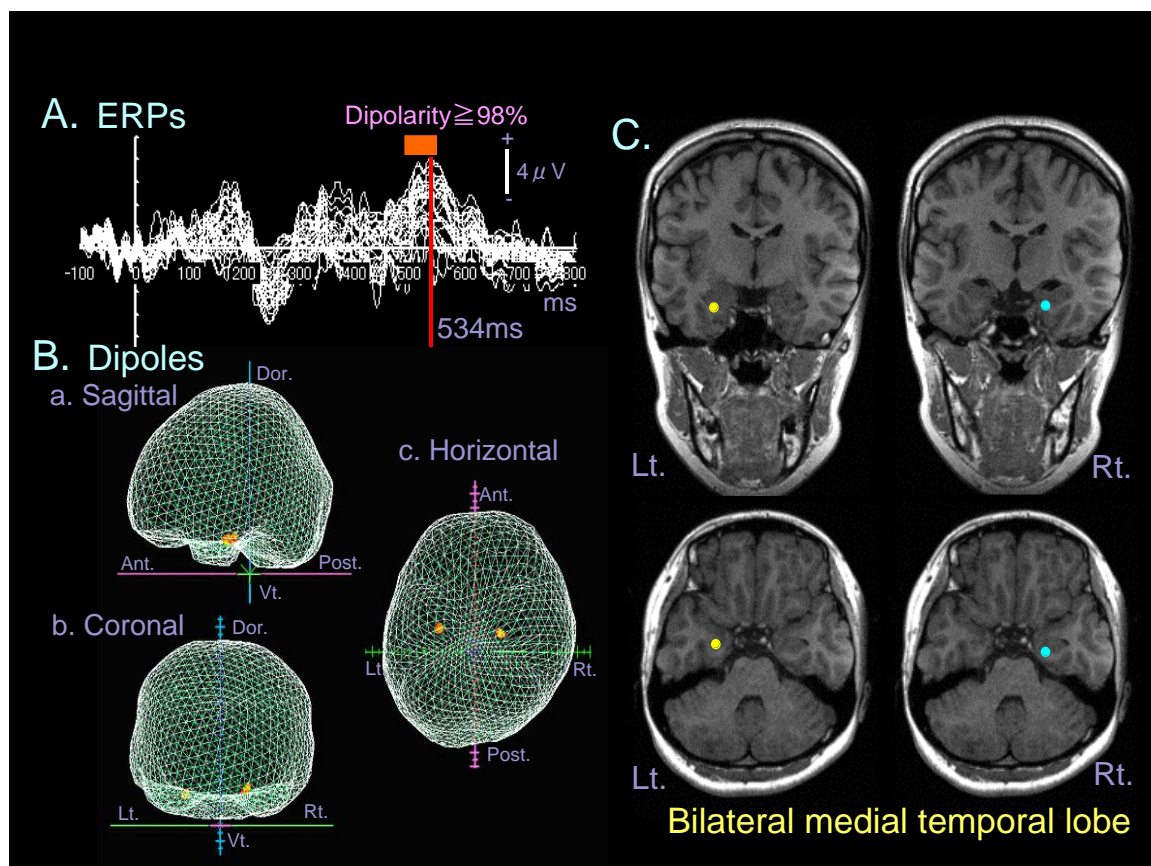 A. ERPs
Dipolarity≧98%
+
4μV
-
-100 0 100 200 300 400 500 600 700 800
ms
534ms
B. Dipoles
a. Sagittal
Dor.
Ant.
Post.
Vt.
b. Coronal
Dor.
Lt.
Rt.
Vt.
c. Horizontal
Ant.
Lt.
Rt.
Post.
C.
Lt.
Rt.
Lt.
Rt.
Bilateral medial temporal lobe